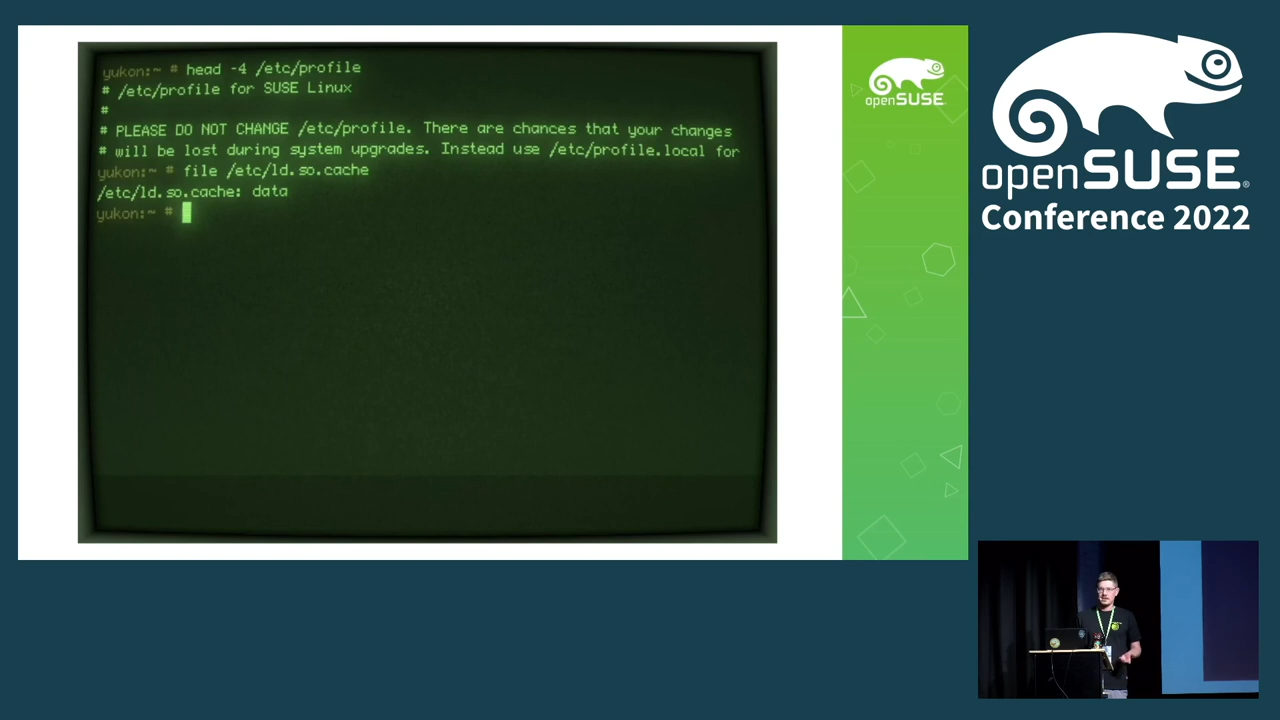 yukon:~ # head -4 /etc/profile
# /etc/profile for SUSE Linux
#
# PLEASE DO NOT CHANGE /etc/profile. There are chances that your changes
# will be lost during system upgrades. Instead use /etc/profile.local for
yukon:~ # file /etc/ld.so.cache
/etc/ld.so.cache: data
yukon:~ #
openSUSE
openSUSE®
Conference 2022